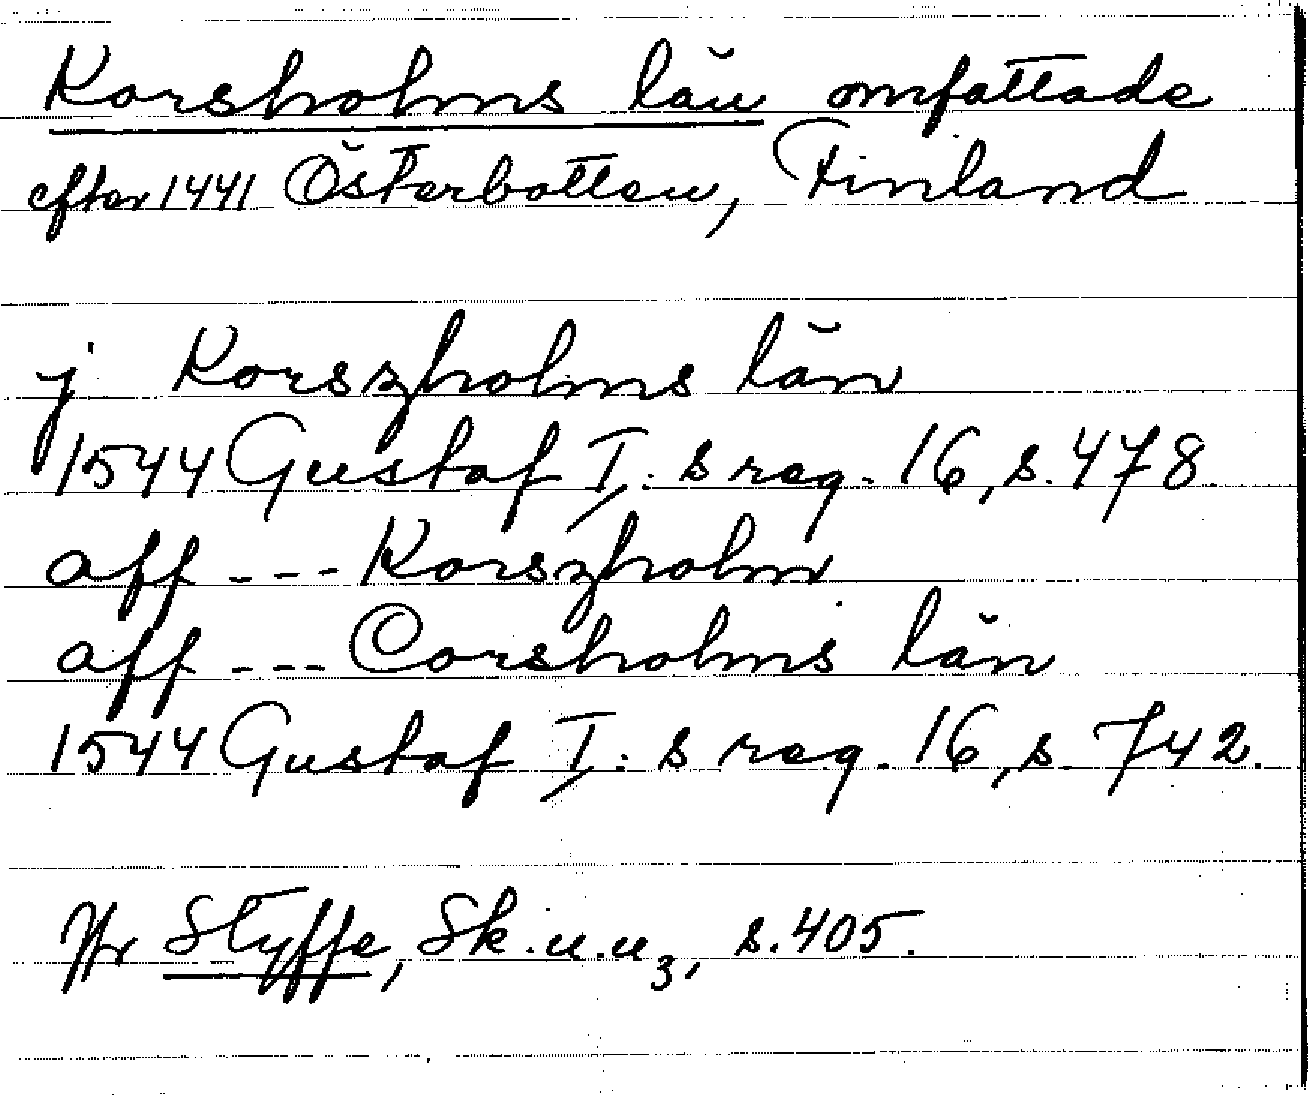 Korsholms län omfattade
efter 1441 Österbotten, Finland
j Korszholms län
1544 Gustaf I:s reg. 16, s. 478.
aff --- Korszholm
aff --- Corsholms län
1544 Gustaf I:s reg. 16, s. 742.
Jfr Styffe, Sk.u.u3, s. 405.